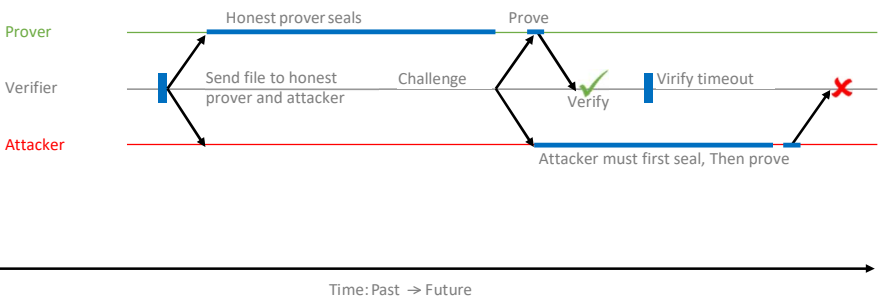 Honest prover seals
Prove
Prover
Verifier
Send file to honest
prover and attacker
Challenge
Virify timeout
Verify
Attacker
Attacker must first seal, Then prove
Time: Past → Future